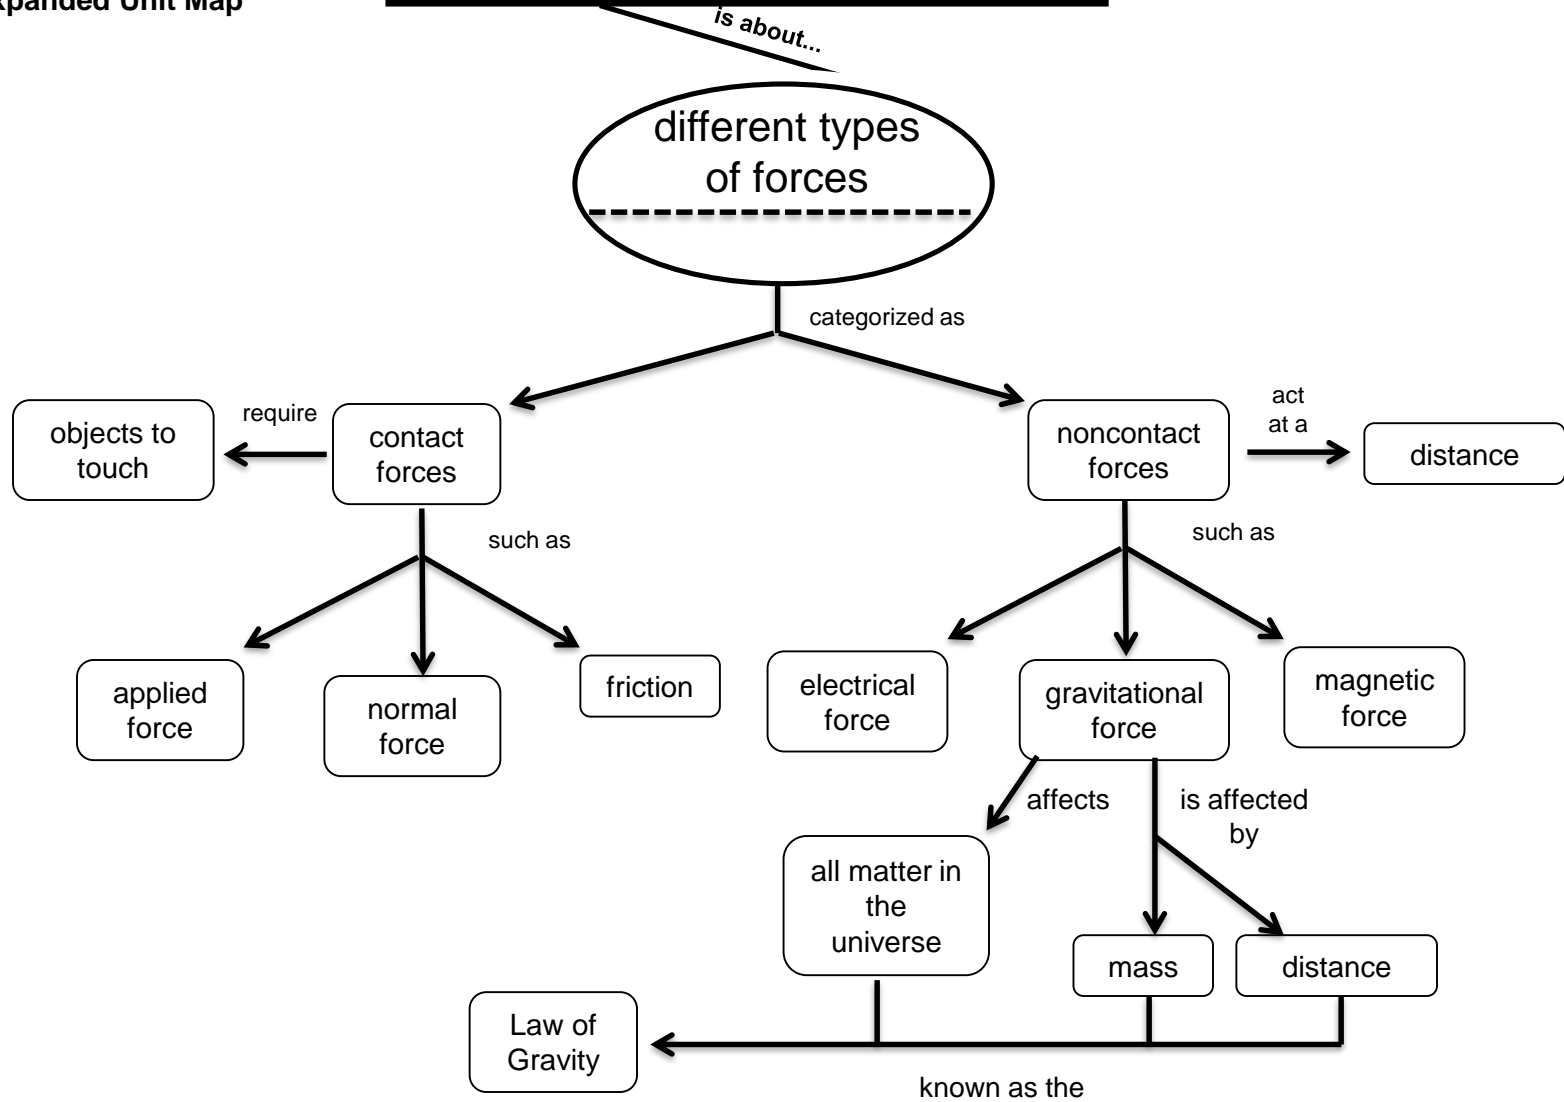 xpanded Unit Map
is about...
different types
of forces
categorized as
objects to
touch
require
contact
forces
noncontact
forces
act
at a
distance
such as
such as
applied
force
normal
force
friction
electrical
force
gravitational
force
magnetic
force
affects
is affected
by
all matter in
the
universe
mass
distance
Law of
Gravity
known as the